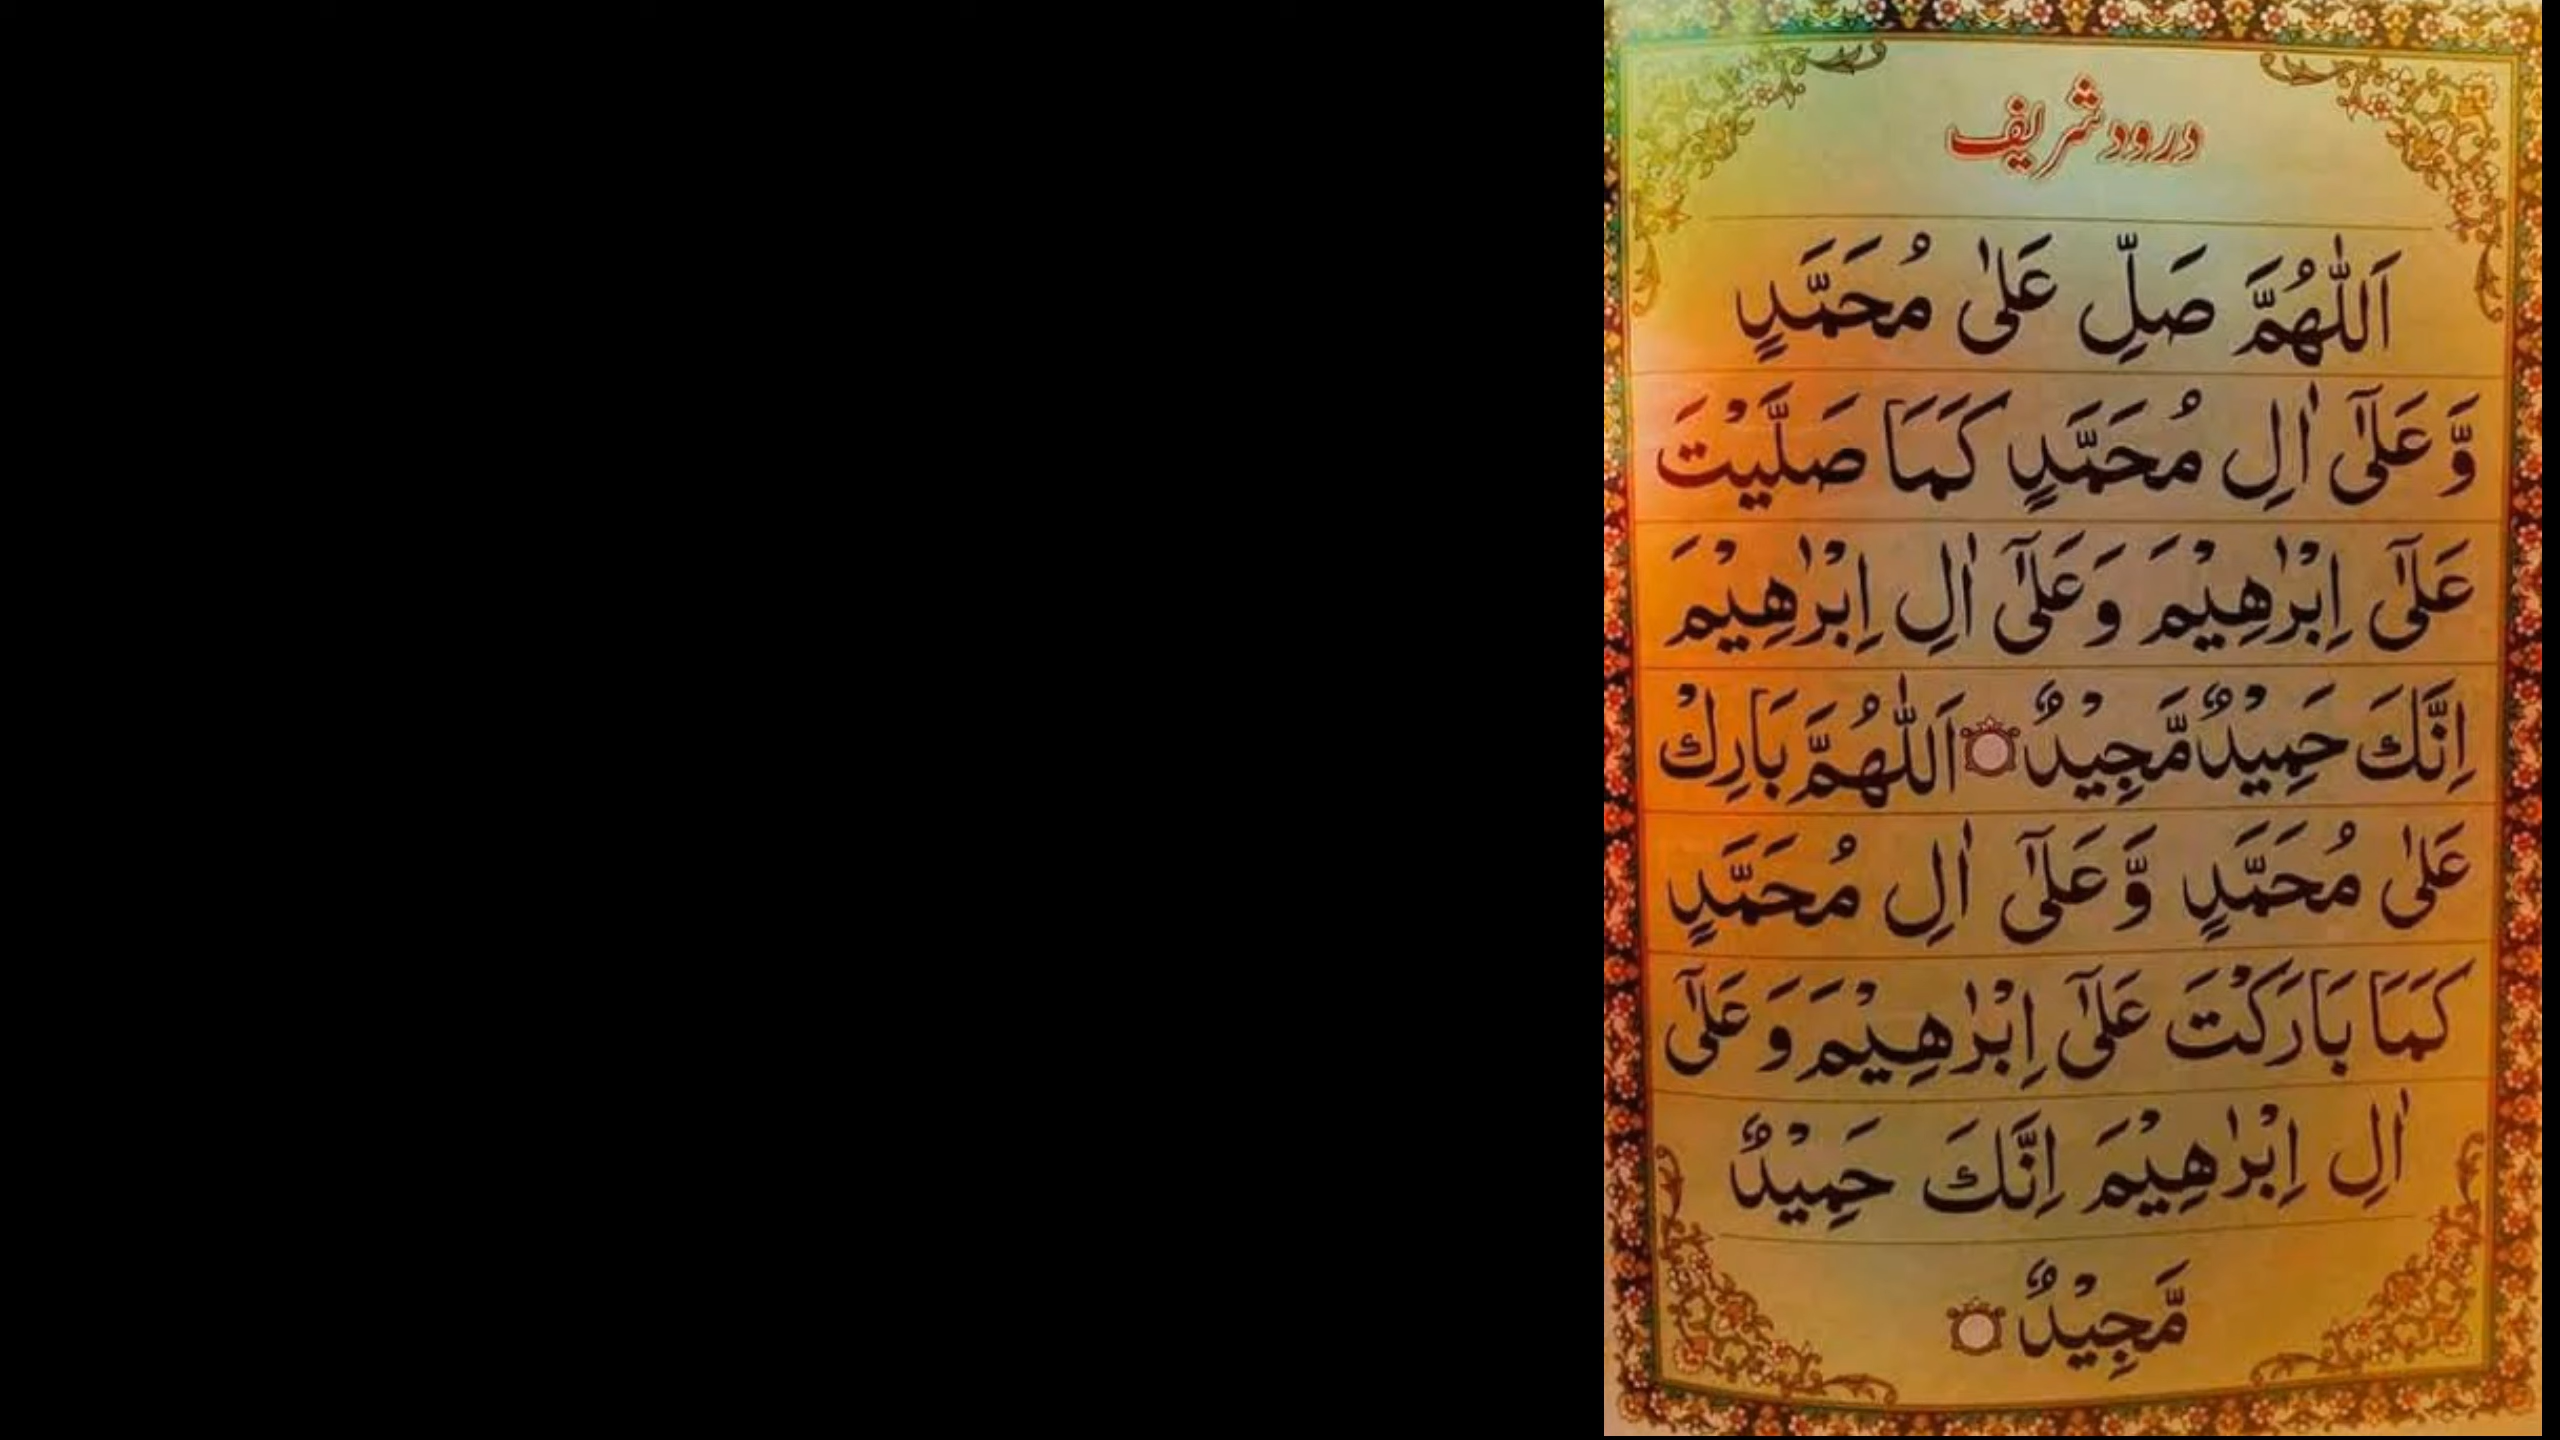 درود شریف
اَللّٰهُمَّ صَلِّ عَلٰى مُحَمَّدٍ
وَّعَلٰٓى اٰلِ مُحَمَّدٍ كَمَا صَلَّيْتَ
عَلٰٓى اِبْرٰهِيْمَ وَعَلٰٓى اٰلِ اِبْرٰهِيْمَ
اِنَّكَ حَمِيْدٌ مَّجِيْدٌ ۝ اَللّٰهُمَّ بَارِكْ
عَلٰى مُحَمَّدٍ وَّعَلٰٓى اٰلِ مُحَمَّدٍ
كَمَا بَارَكْتَ عَلٰٓى اِبْرٰهِيْمَ وَعَلٰٓى
اٰلِ اِبْرٰهِيْمَ اِنَّكَ حَمِيْدٌ
مَّجِيْدٌ ۝